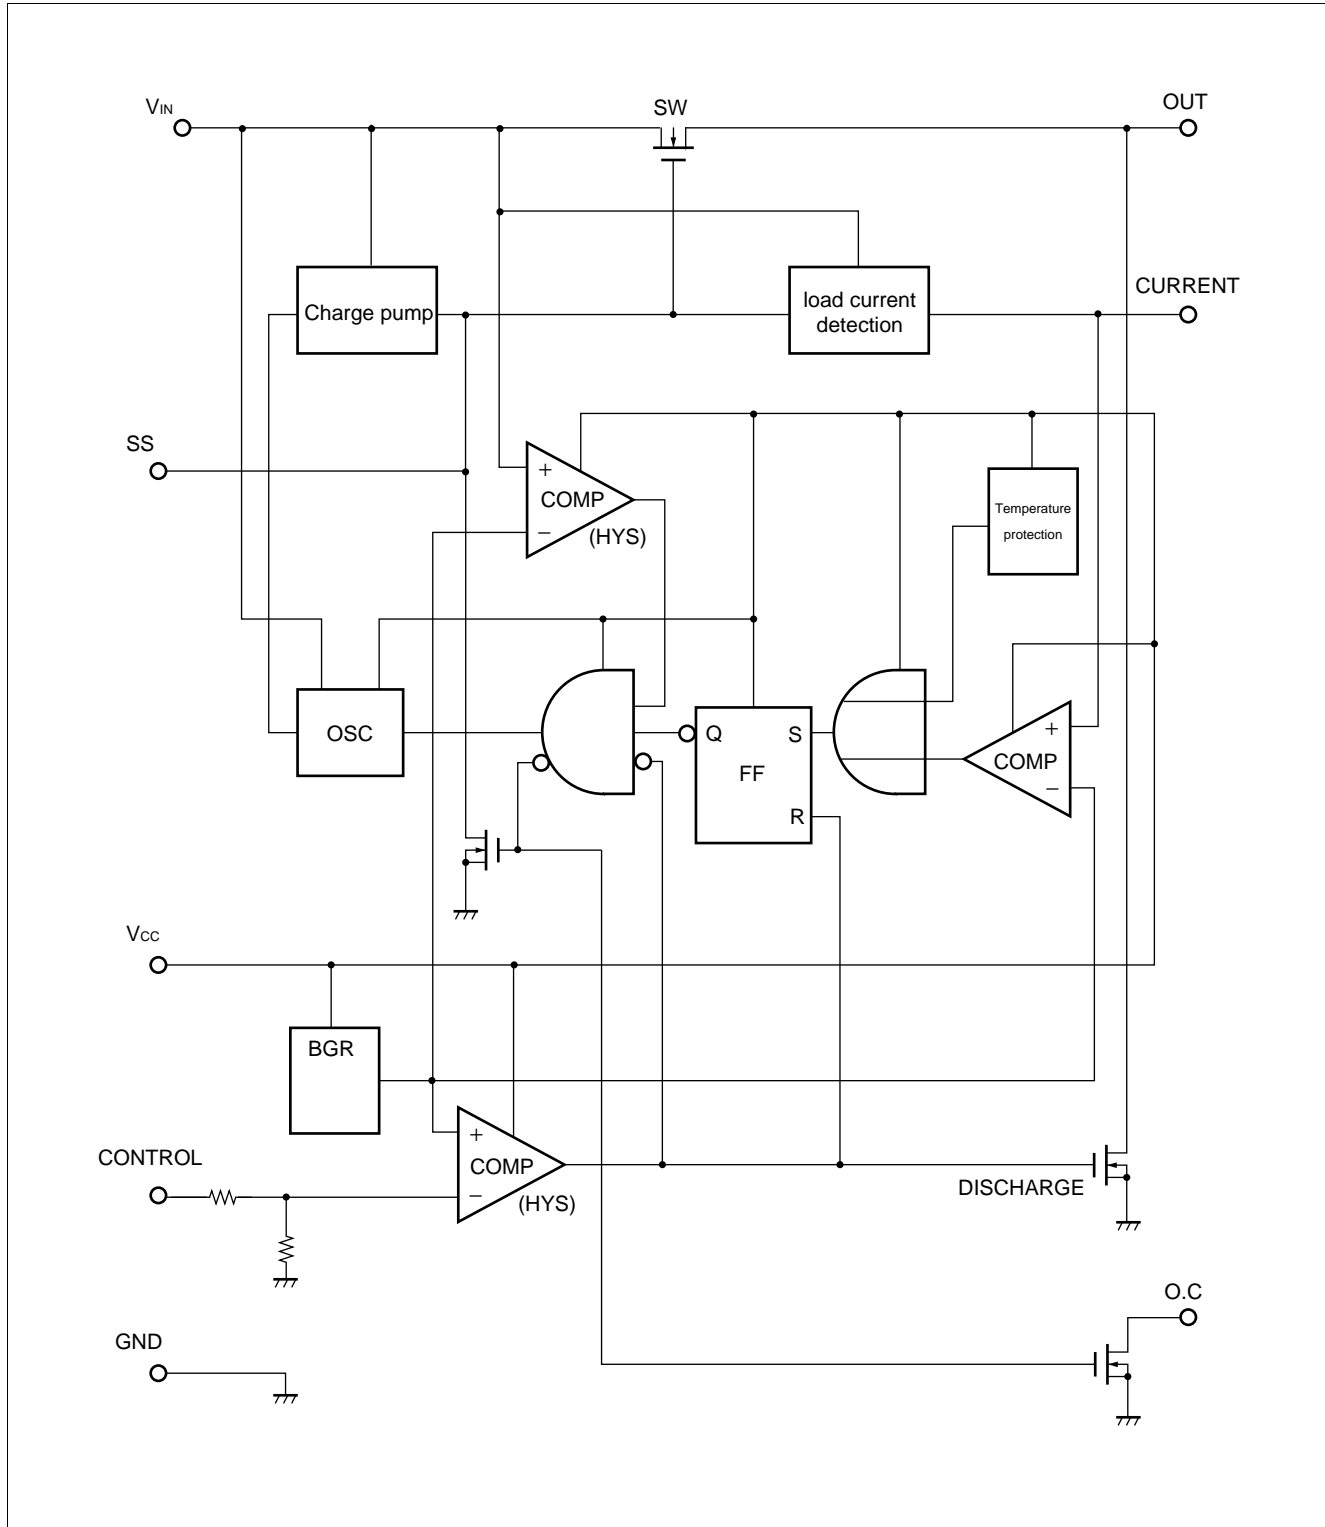 VIN
SW
OUT
Charge pump
load current
detection
CURRENT
SS
+
COMP
−
(HYS)
Temperature
protection
OSC
Q
S
FF
R
+
COMP
−
VCC
BGR
+
COMP
−
(HYS)
CONTROL
DISCHARGE
O.C
GND